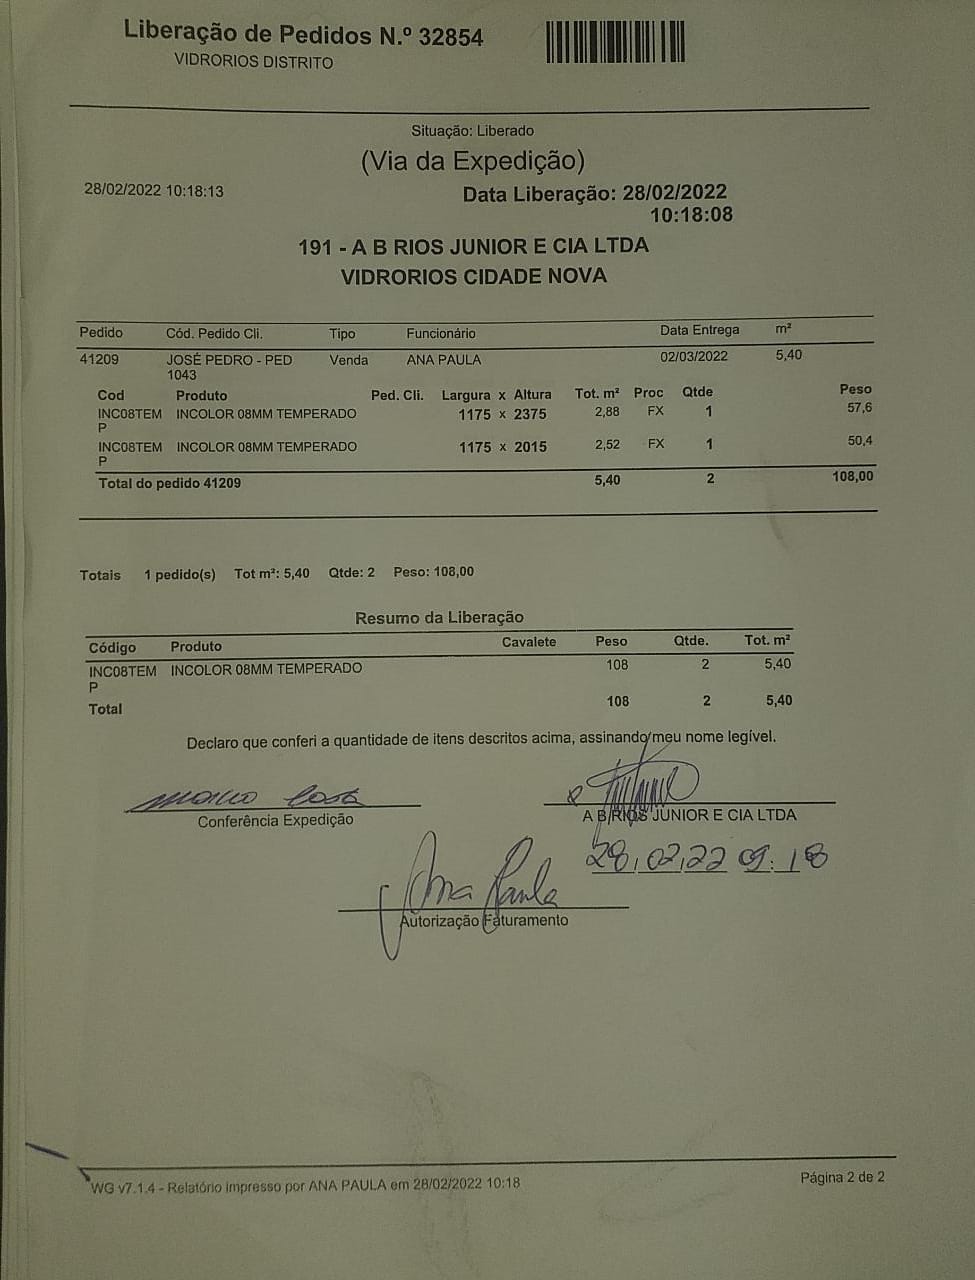 Liberação de Pedidos N.º 32854
VIDRORIOS DISTRITO
Situação: Liberado
(Via da Expedição)
28/02/2022 10:18:13
Data Liberação: 28/02/2022
10:18:08
191 - A B RIOS JUNIOR E CIA LTDA
VIDRORIOS CIDADE NOVA
Pedido Cód. Pedido Cli. Tipo Funcionário Data Entrega m²
41209 JOSÉ PEDRO - PED 1043 Venda ANA PAULA 02/03/2022 5,40
Cod Produto Ped. Cli. Largura x Altura Tot. m² Proc Qtde Peso
INC08TEMP INCOLOR 08MM TEMPERADO 1175 x 2375 2,88 FX 1 57,6
INC08TEMP INCOLOR 08MM TEMPERADO 1175 x 2015 2,52 FX 1 50,4
Total do pedido 41209 5,40 2 108,00
Totais 1 pedido(s) Tot m²: 5,40 Qtde: 2 Peso: 108,00
Resumo da Liberação
Código Produto Cavalete Peso Qtde. Tot. m²
INC08TEMP INCOLOR 08MM TEMPERADO 108 2 5,40
Total 108 2 5,40
Declaro que conferi a quantidade de itens descritos acima, assinando meu nome legível.
Conferência Expedição
A B RIOS JUNIOR E CIA LTDA
28,02,22 09:18
Ana Paula
Autorização Faturamento
WG v7.1.4 - Relatório impresso por ANA PAULA em 28/02/2022 10:18
Página 2 de 2